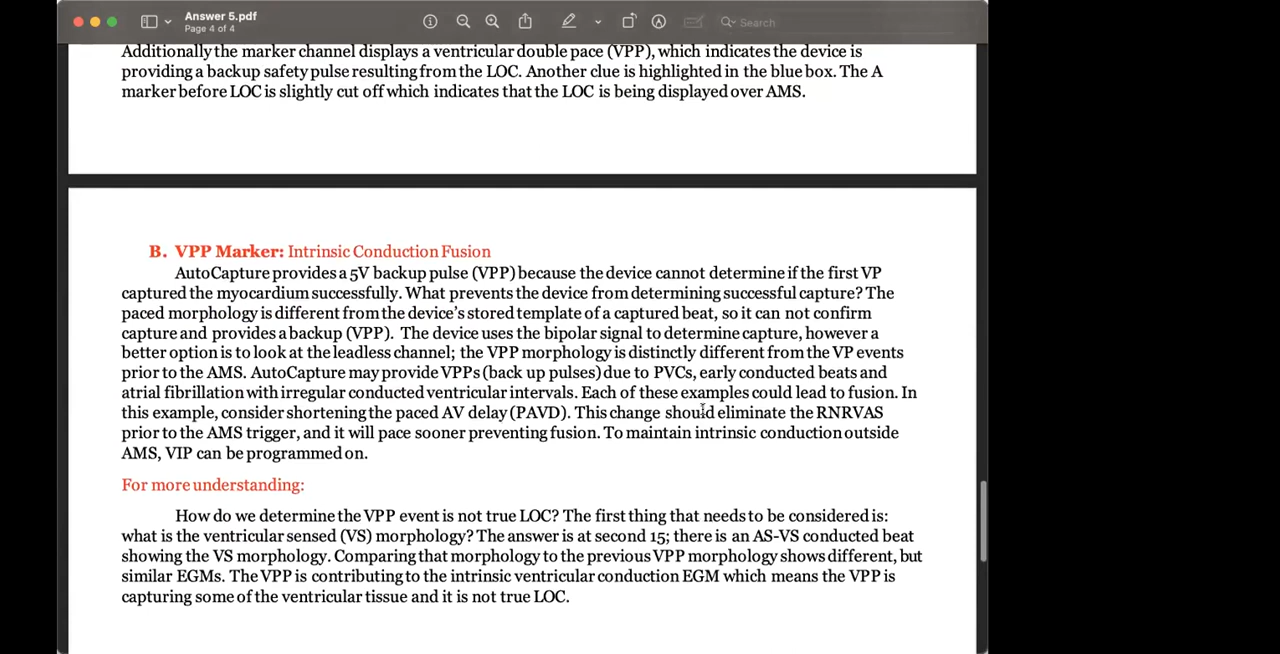 Answer 5.pdf
Page 4 of 4
Search
Additionally the marker channel displays a ventricular double pace (VPP), which indicates the device is
providing a backup safety pulse resulting from the LOC. Another clue is highlighted in the blue box. The A
marker before LOC is slightly cut off which indicates that the LOC is being displayed over AMS.
B. VPP Marker: Intrinsic Conduction Fusion
AutoCapture provides a 5V backup pulse (VPP) because the device cannot determine if the first VP
captured the myocardium successfully. What prevents the device from determining successful capture? The
paced morphology is different from the device's stored template of a captured beat, so it can not confirm
capture and provides a backup (VPP). The device uses the bipolar signal to determine capture, however a
better option is to look at the leadless channel; the VPP morphology is distinctly different from the VP events
prior to the AMS. AutoCapture may provide VPPs (back up pulses) due to PVCs, early conducted beats and
atrial fibrillation with irregular conducted ventricular intervals. Each of these examples could lead to fusion. In
this example, consider shortening the paced AV delay (PAVD). This change should eliminate the RNRVAS
prior to the AMS trigger, and it will pace sooner preventing fusion. To maintain intrinsic conduction outside
AMS, VIP can be programmed on.
For more understanding:
How do we determine the VPP event is not true LOC? The first thing that needs to be considered is:
what is the ventricular sensed (VS) morphology? The answer is at second 15; there is an AS-VS conducted beat
showing the VS morphology. Comparing that morphology to the previous VPP morphology shows different, but
similar EGMs. The VPP is contributing to the intrinsic ventricular conduction EGM which means the VPP is
capturing some of the ventricular tissue and it is not true LOC.